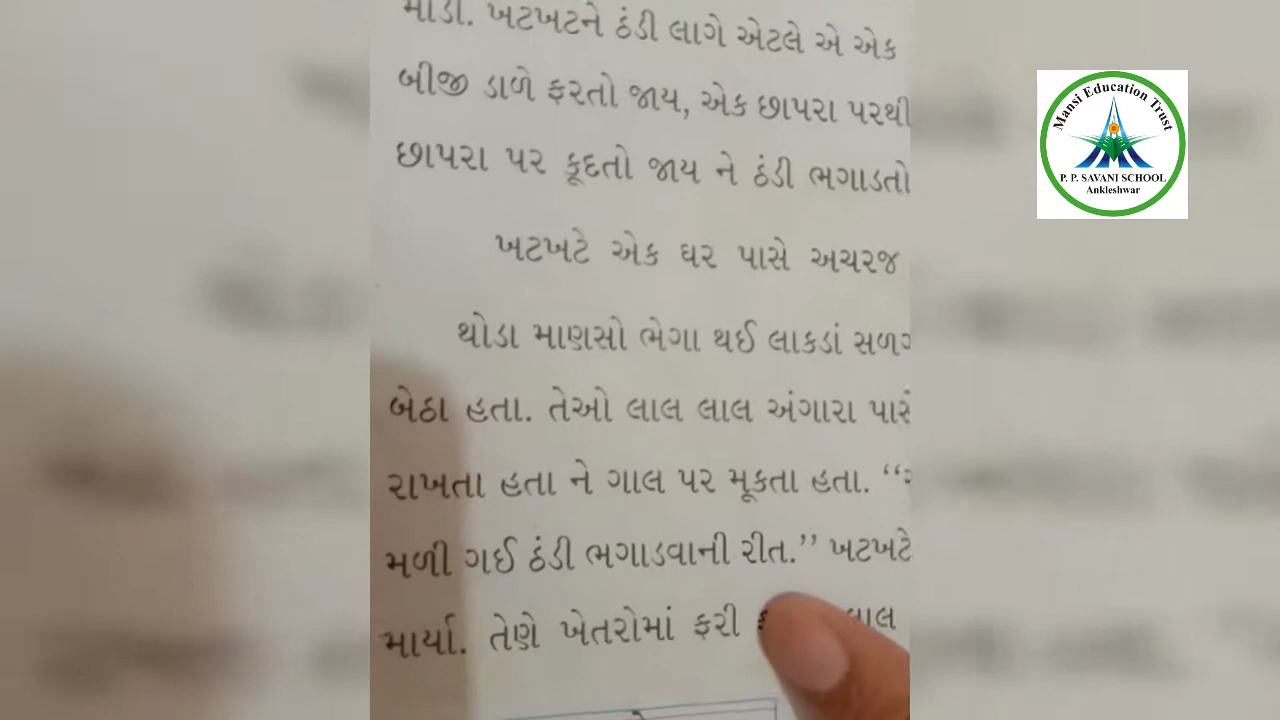 માંડી. ખટખટને ઠંડી લાગે એટલે એ એક
બીજી ડાળે ફરતો જાય, એક છાપરા પરથી
છાપરા પર કૂદતો જાય ને ઠંડી ભગાડતો
ખટખટે એક ઘર પાસે અચરજ
થોડા માણસો ભેગા થઈ લાકડાં
બેઠા હતા. તેઓ લાલ લાલ અંગારા
રાખતા હતા ને ગાલ પર મૂકતા હતા. “
મળી ગઈ ઠંડી ભગાડવાની રીત.” ખટખટે
માર્યા. તેણે ખેતરોમાં ફરી
Mansi Education Trust
P. P. SAVANI SCHOOL
Ankleshwar